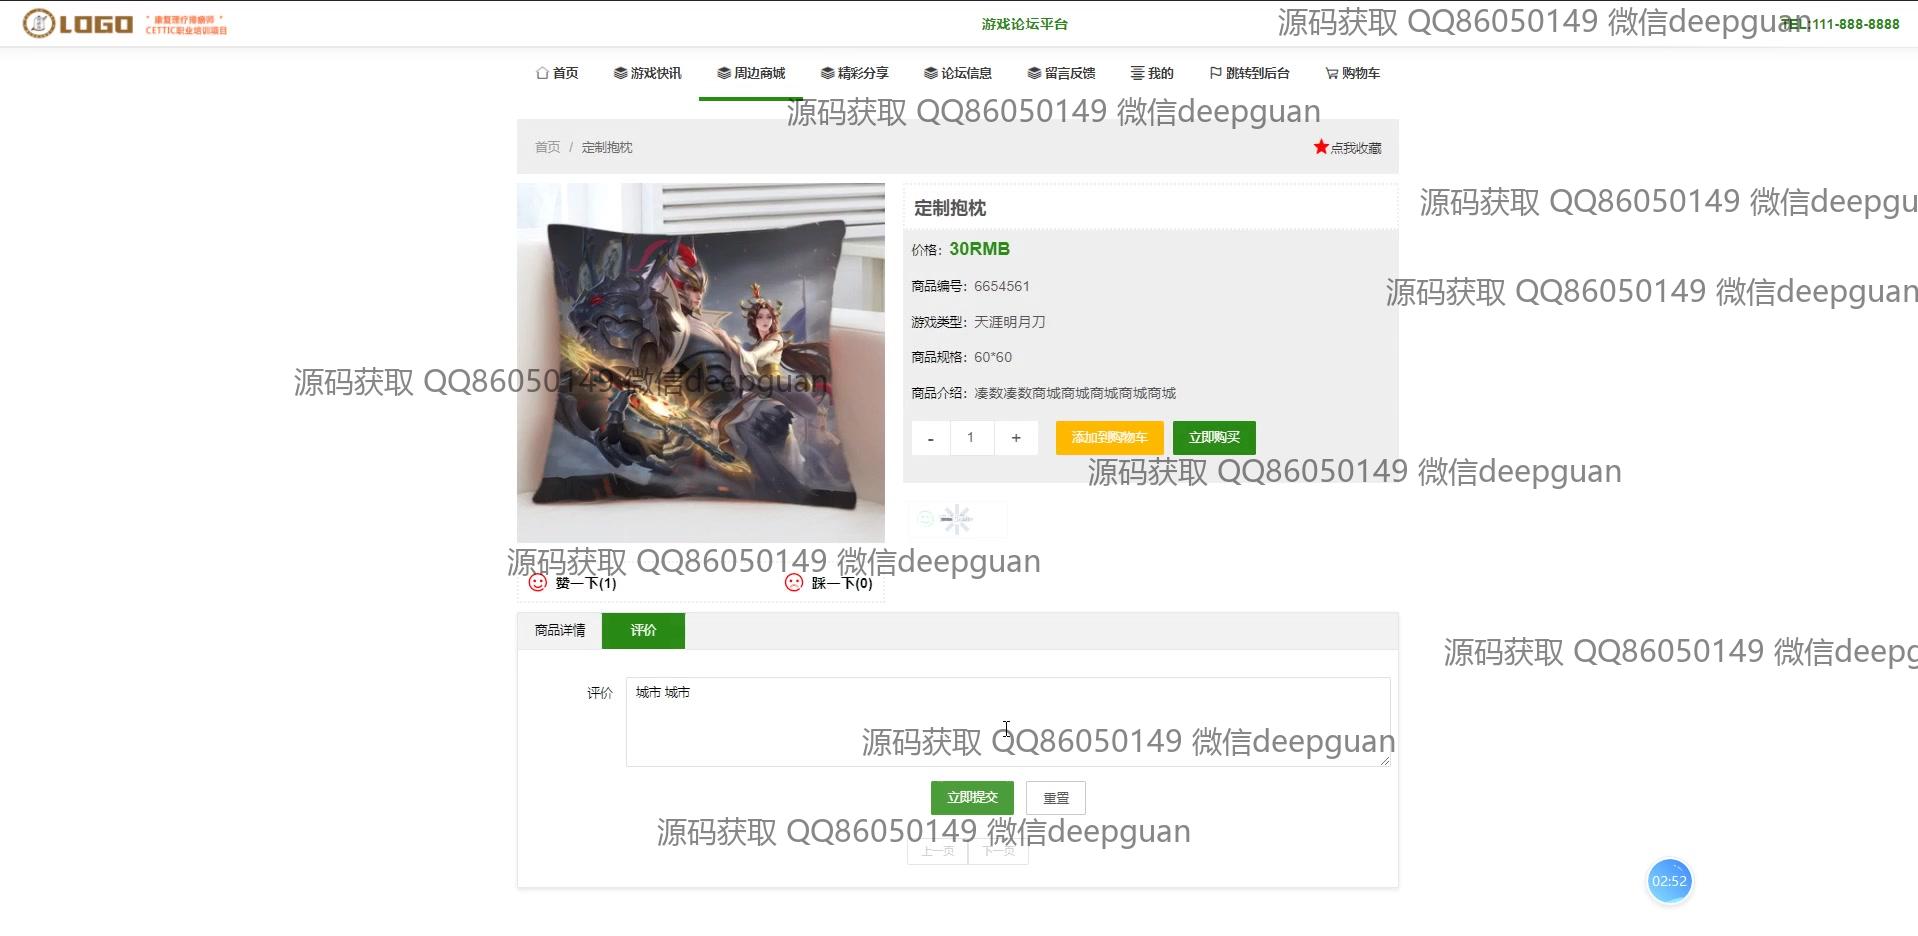 LOGO
康复理疗排癣师
CETTIC职业培训项目
游戏论坛平台
源码获取 QQ86050149 微信deepguan
TEL:111-888-8888
首页
游戏快讯
周边商城
精彩分享
论坛信息
留言反馈
我的
跳转到后台
购物车
源码获取 QQ86050149 微信deepguan
首页 / 定制抱枕
点我收藏
源码获取 QQ86050149 微信deepgu
定制抱枕
价格：30RMB
商品编号：6654561
源码获取 QQ86050149 微信deepguan
游戏类型：天涯明月刀
商品规格：60*60
源码获取 QQ86050149 微信deepguan
商品介绍：凑数凑数商城商城商城商城商城
- 1 +
添加到购物车
立即购买
源码获取 QQ86050149 微信deepguan
源码获取 QQ86050149 微信deepguan
赞一下(1)
踩一下(0)
商品详情
评价
源码获取 QQ86050149 微信deepg
评价
城市 城市
源码获取 QQ86050149 微信deepguan
立即提交
重置
源码获取 QQ86050149 微信deepguan
上一页
下一页
02:52